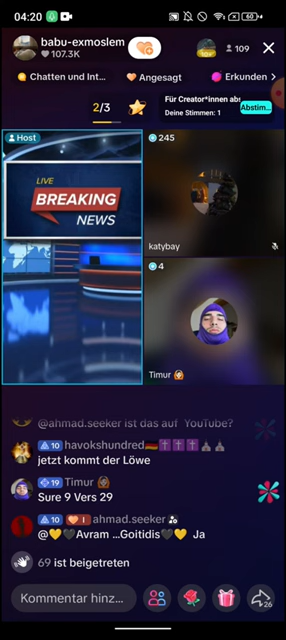 04:20
60
babu-exmoslem
107.3K
109
Chatten und Int...
Angesagt
Erkunden >
2/3
Für Creator*innen abs
Deine Stimmen: 1
Abstim...
Host
245
LIVE
BREAKING
NEWS
katybay
4
Timur
@ahmad.seeker ist das auf YouTube?
10 havokshundred
jetzt kommt der Löwe
19 Timur
Sure 9 Vers 29
10 I ahmad.seeker
@💛🖤Avram ...Goitidis🖤💛 Ja
69 ist beigetreten
Kommentar hinz...
26